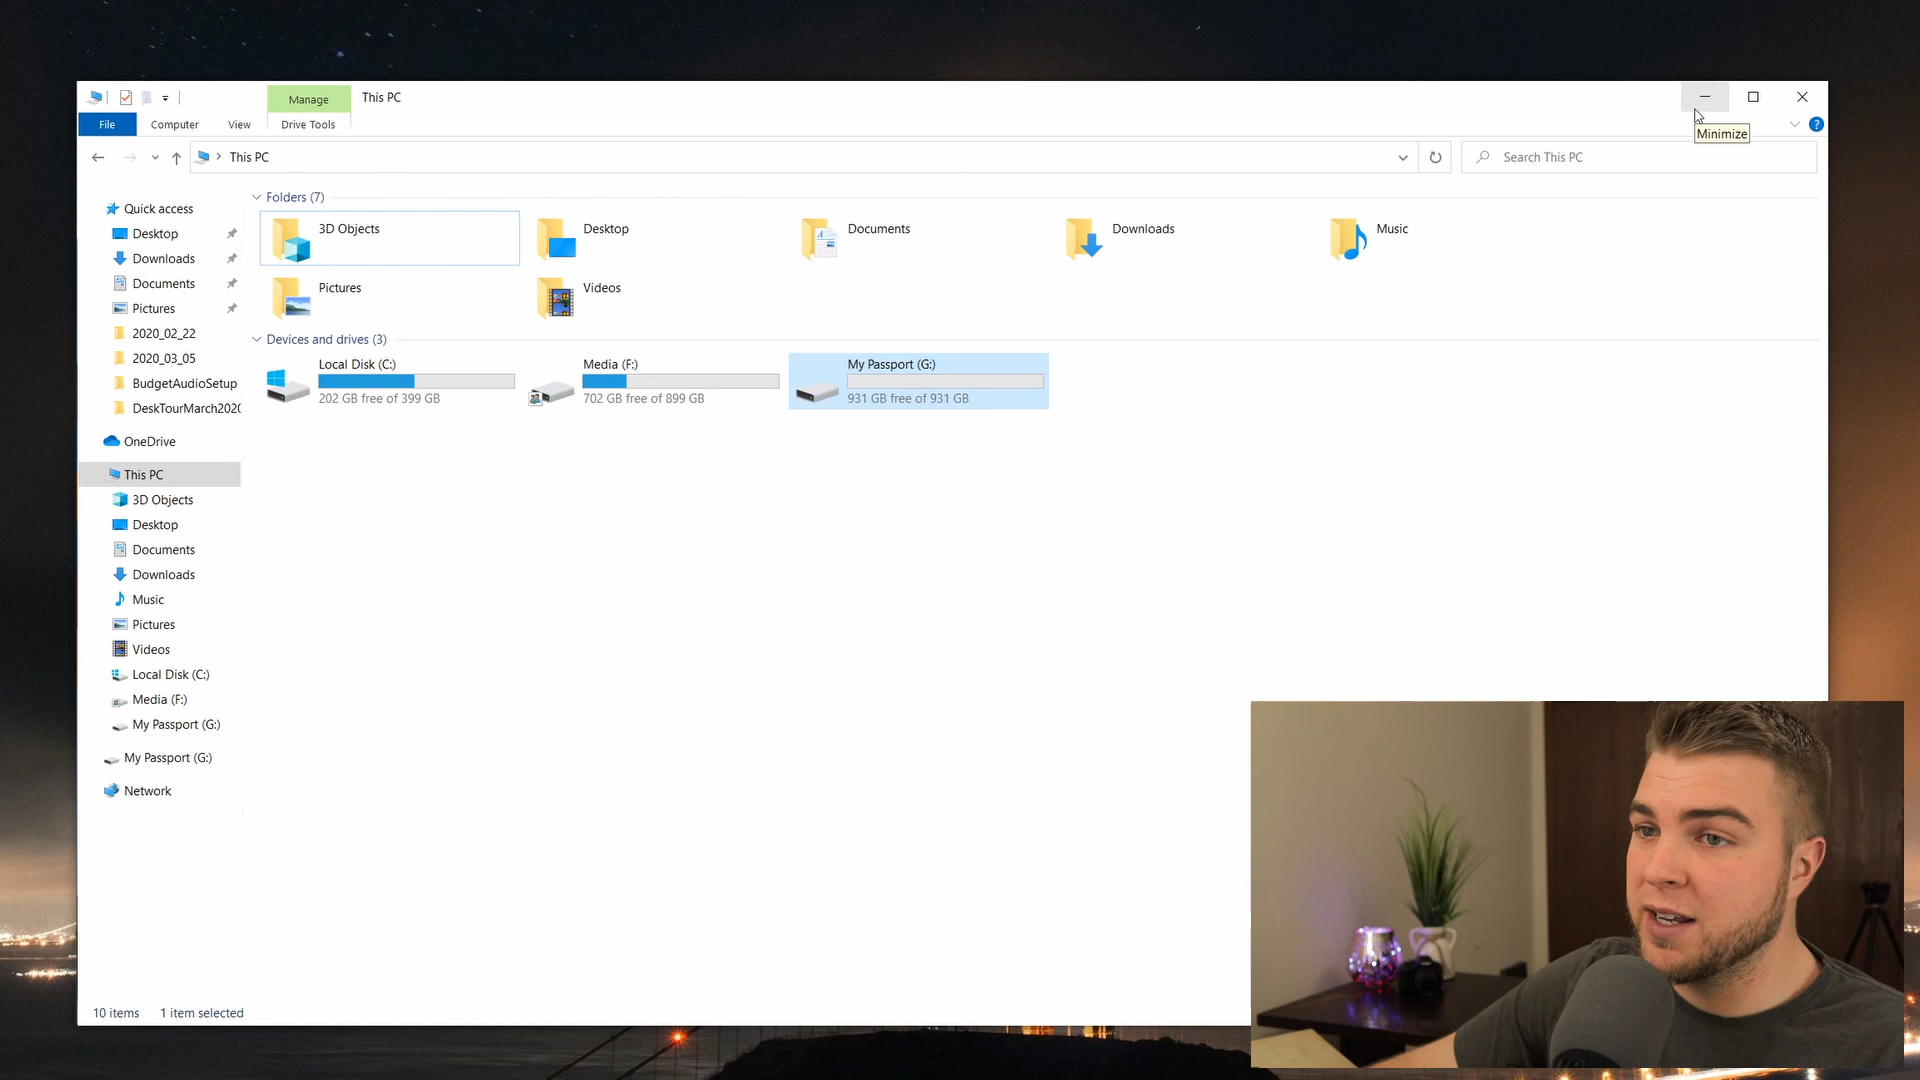 Manage
This PC
File
Computer
View
Drive Tools
Minimize
This PC
Search This PC
Quick access
Desktop
Downloads
Documents
Pictures
2020_02_22
2020_03_05
BudgetAudioSetup
DeskTourMarch2020
OneDrive
This PC
3D Objects
Desktop
Documents
Downloads
Music
Pictures
Videos
Local Disk (C:)
Media (F:)
My Passport (G:)
My Passport (G:)
Network
Folders (7)
3D Objects
Desktop
Documents
Downloads
Music
Pictures
Videos
Devices and drives (3)
Local Disk (C:)
202 GB free of 399 GB
Media (F:)
702 GB free of 899 GB
My Passport (G:)
931 GB free of 931 GB
10 items
1 item selected